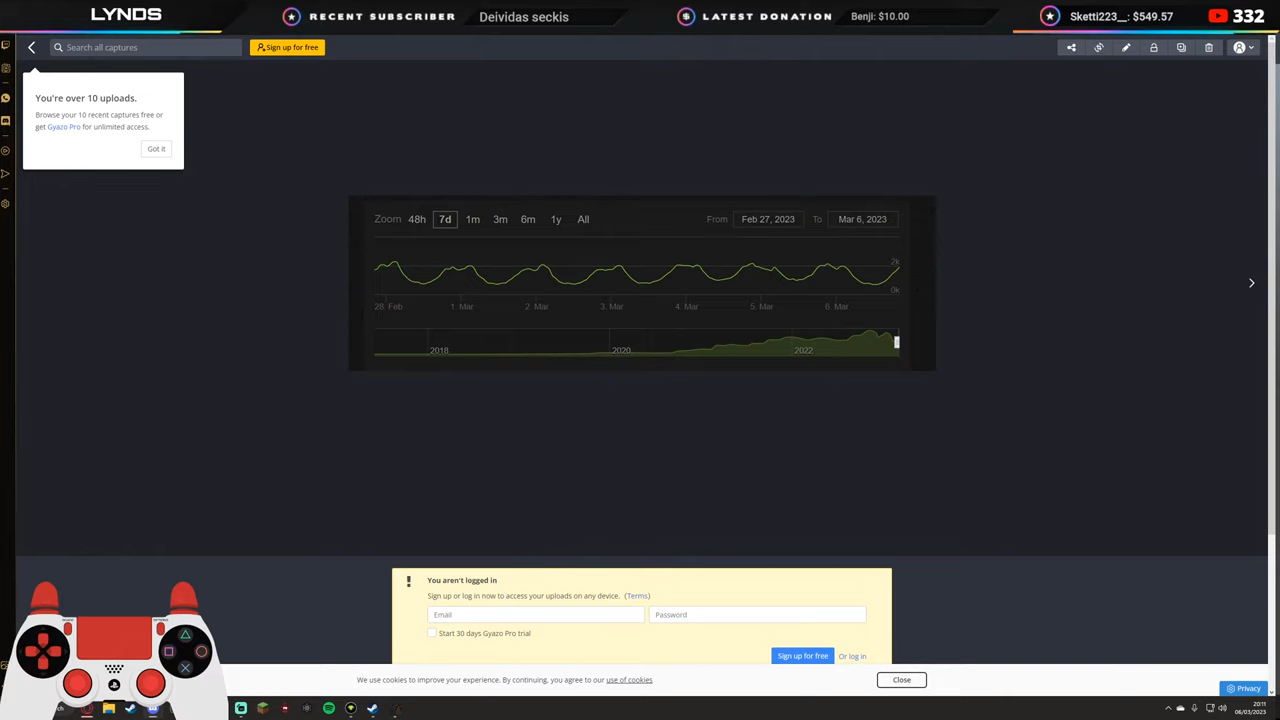 LYNDS
RECENT SUBSCRIBER Deividas seckis
LATEST DONATION Benji: $10.00
Sketti223__: $549.57
332
Search all captures
Sign up for free
You're over 10 uploads.
Browse your 10 recent captures free or
get Gyazo Pro for unlimited access.
Got it
Zoom 48h 7d 1m 3m 6m 1y All
From Feb 27, 2023 To Mar 6, 2023
2k
0k
28. Feb 1. Mar 2. Mar 3. Mar 4. Mar 5. Mar 6. Mar
2018 2020 2022
You aren't logged in
Sign up or log in now to access your uploads on any device. (Terms)
Email Password
Start 30 days Gyazo Pro trial
Sign up for free Or log in
We use cookies to improve your experience. By continuing, you agree to our use of cookies
Close
Privacy
20:11
06/03/2023